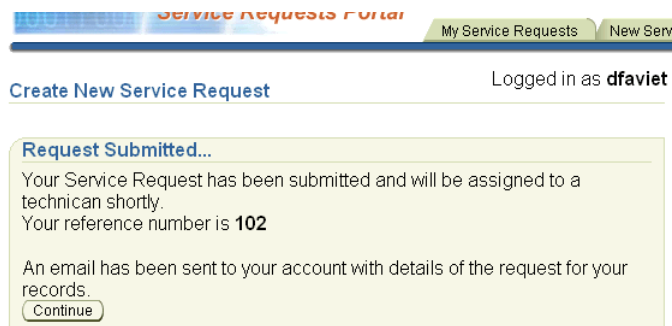 Service Requests Portal
My Service Requests New Serv
Create New Service Request
Logged in as dfaviet
Request Submitted...
Your Service Request has been submitted and will be assigned to a
technican shortly.
Your reference number is 102
An email has been sent to your account with details of the request for your
records.
Continue